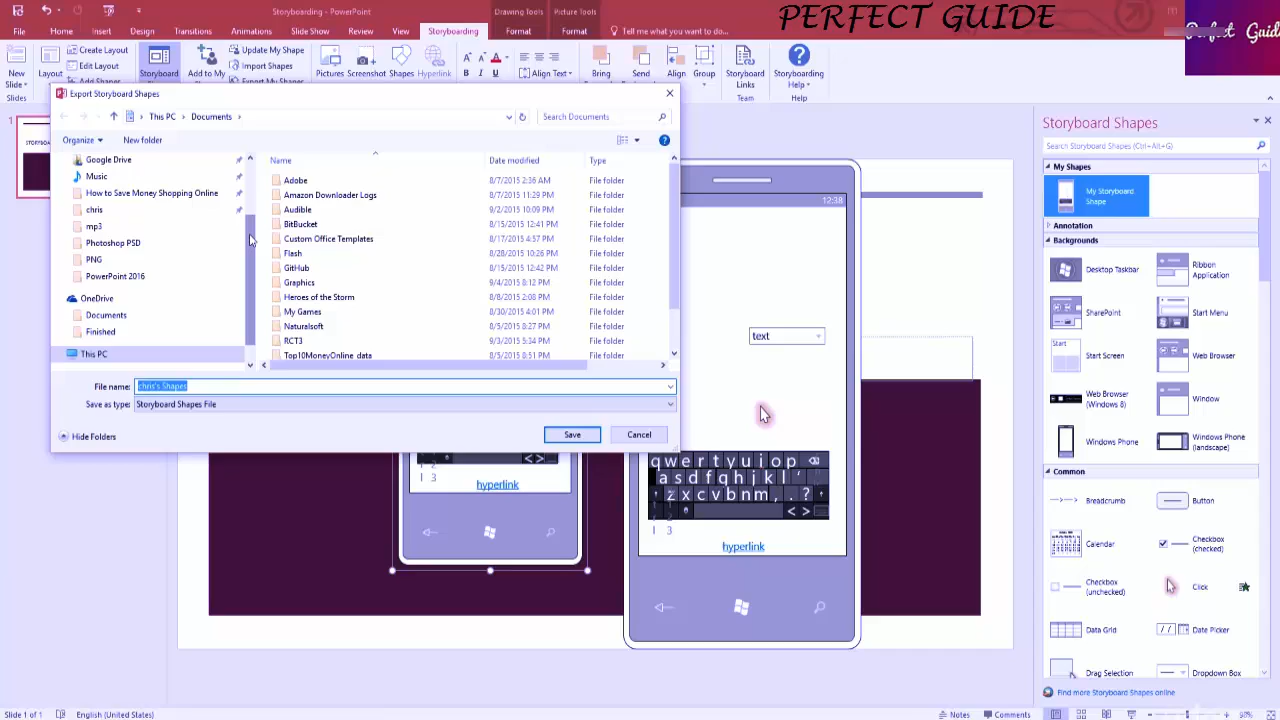 Storyboarding - PowerPoint
Drawing Tools
Picture Tools
PERFECT GUIDE
Perfect Guid
File
Home
Insert
Design
Transitions
Animations
Slide Show
Review
View
Storyboarding
Format
Format
Tell me what you want to do...
New
Slide
Slides
Layout
Create Layout
Edit Layout
Add Shapes
Storyboard
Add to My
Update My Shape
Import Shapes
Export My Shapes
Pictures
Screenshot
Shapes
Hyperlink
B I U
Align Text
Bring
Send
Align
Group
Storyboard
Links
Team
Storyboarding
Help
Help
Export Storyboard Shapes
This PC
Documents
Search Documents
Organize
New folder
Google Drive
Music
How to Save Money Shopping Online
chris
mp3
Photoshop PSD
PNG
PowerPoint 2016
OneDrive
Documents
Finished
This PC
Name Date modified Type
Adobe 8/7/2015 2:36 AM File folder
Amazon Downloader Logs 8/7/2015 11:29 PM File folder
Audible 9/2/2015 10:09 PM File folder
BitBucket 8/15/2015 12:41 PM File folder
Custom Office Templates 8/17/2015 4:57 PM File folder
Flash 8/28/2015 10:26 PM File folder
GitHub 8/15/2015 12:42 PM File folder
Graphics 9/4/2015 8:12 PM File folder
Heroes of the Storm 8/8/2015 2:08 PM File folder
My Games 8/30/2015 4:01 PM File folder
Naturalsoft 8/5/2015 8:27 PM File folder
RCT3 9/3/2015 5:34 PM File folder
Top10MoneyOnline data 8/5/2015 8:51 PM File folder
File name: chris's Shapes
Save as type: Storyboard Shapes File
Hide Folders
Save
Cancel
1
12:38
text
q w e r t y u i o p
a s d f g h j k l '
z x c v b n m , . ?
< >
3
hyperlink
< >
2
3
hyperlink
Storyboard Shapes
Search Storyboard Shapes (Ctrl+Alt+G)
My Shapes
My Storyboard
Shape
Annotation
Backgrounds
Desktop Taskbar
Ribbon
Application
SharePoint
Start Menu
Start
Start Screen
Web Browser
Web Browser
(Windows 8)
Window
Windows Phone
Windows Phone
(landscape)
Common
Breadcrumb
Button
Calendar
Checkbox
(checked)
Checkbox
(unchecked)
Click
Data Grid
Date Picker
Drag Selection
Dropdown Box
Find more Storyboard Shapes online
Slide 1 of 1
English (United States)
Notes
Comments